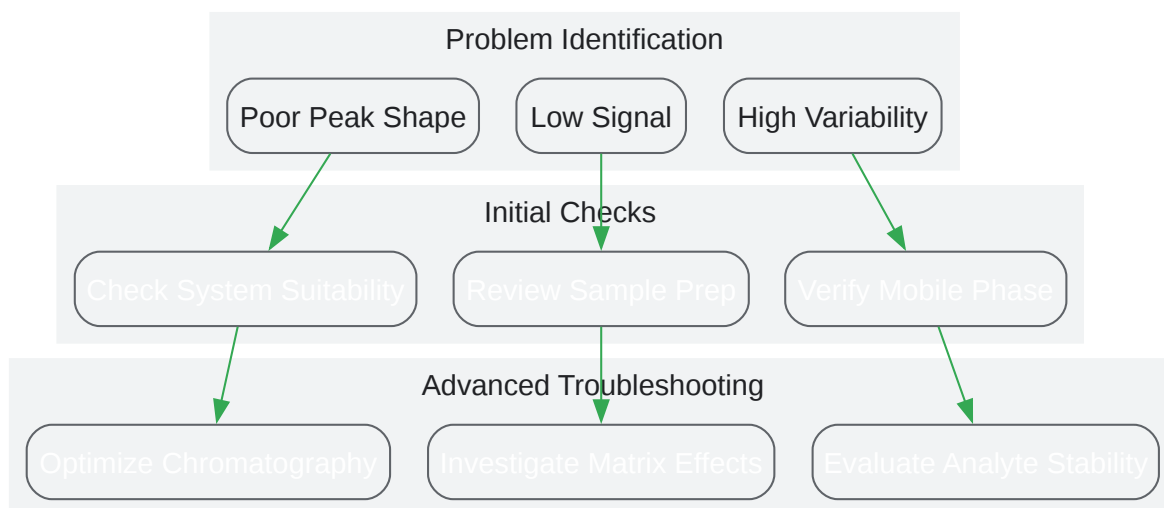 Problem Identification
Poor Peak Shape
Low Signal
High Variability
Initial Checks
Check System Suitability
Review Sample Prep
Verify Mobile Phase
Advanced Troubleshooting
Optimize Chromatography
Investigate Matrix Effects
Evaluate Analyte Stability